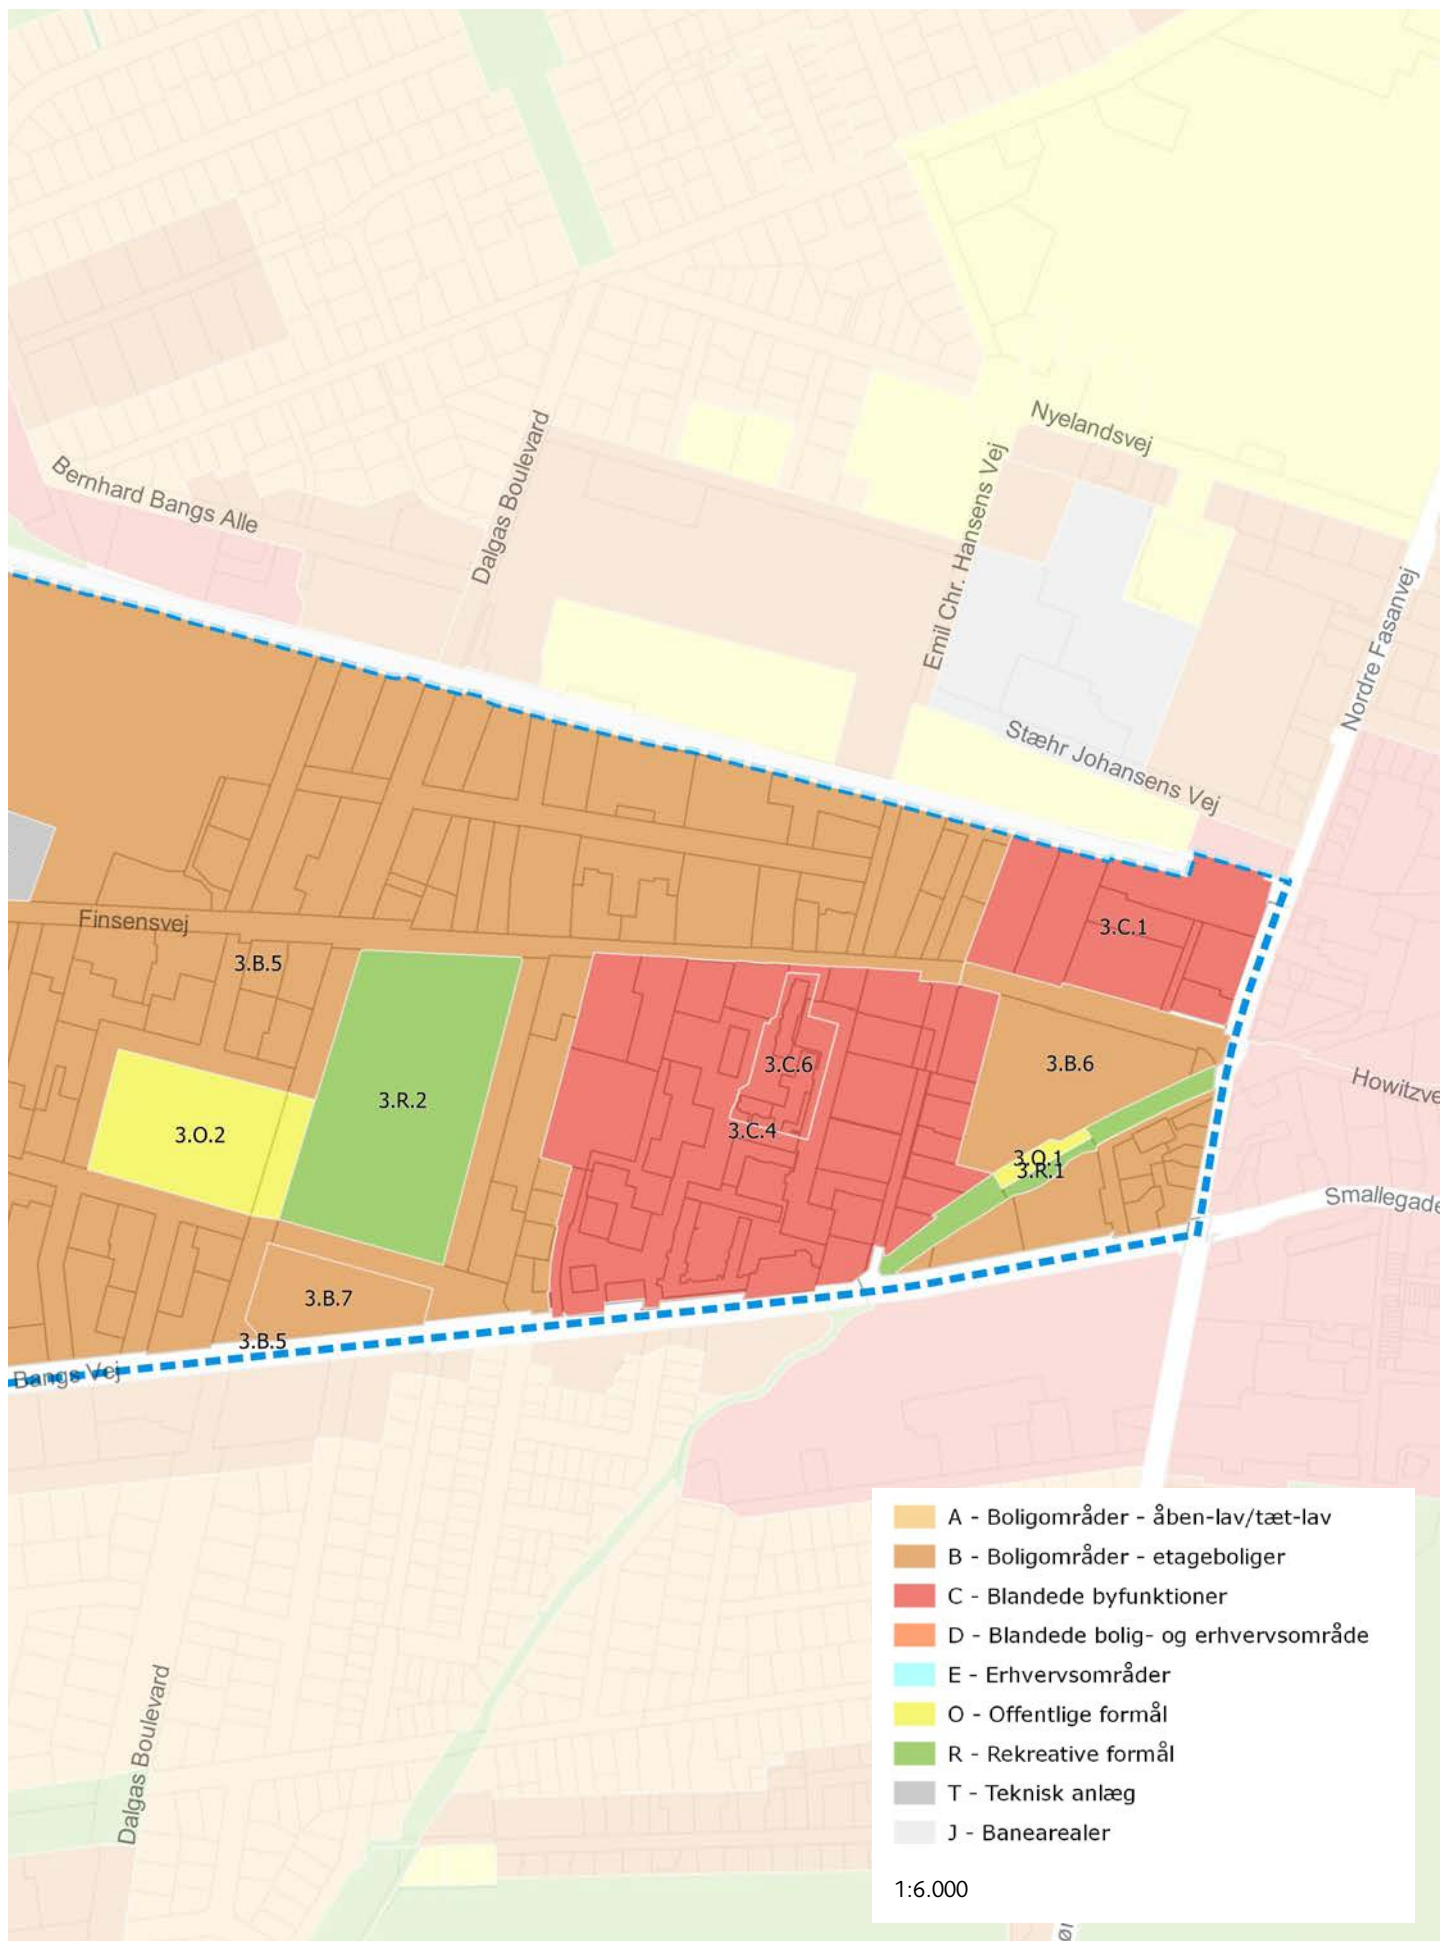 Nyelandsvej
Bernhard Bangs Alle
Dalgas Boulevard
Emil Chr. Hansens Vej
Nordre Fasanvej
Stæhr Johansens Vej
Finsensvej
3.B.5
3.C.1
3.C.6
3.B.6
3.R.2
3.O.2
3.C.4
3.O.1
3.R.1
Howitzve
Smallegade
3.B.7
3.B.5
Bangs Vej
Dalgas Boulevard
A - Boligområder - åben-lav/tæt-lav
B - Boligområder - etageboliger
C - Blandede byfunktioner
D - Blandede bolig- og erhvervsområde
E - Erhvervsområder
O - Offentlige formål
R - Rekreative formål
T - Teknisk anlæg
J - Banearealer
1:6.000